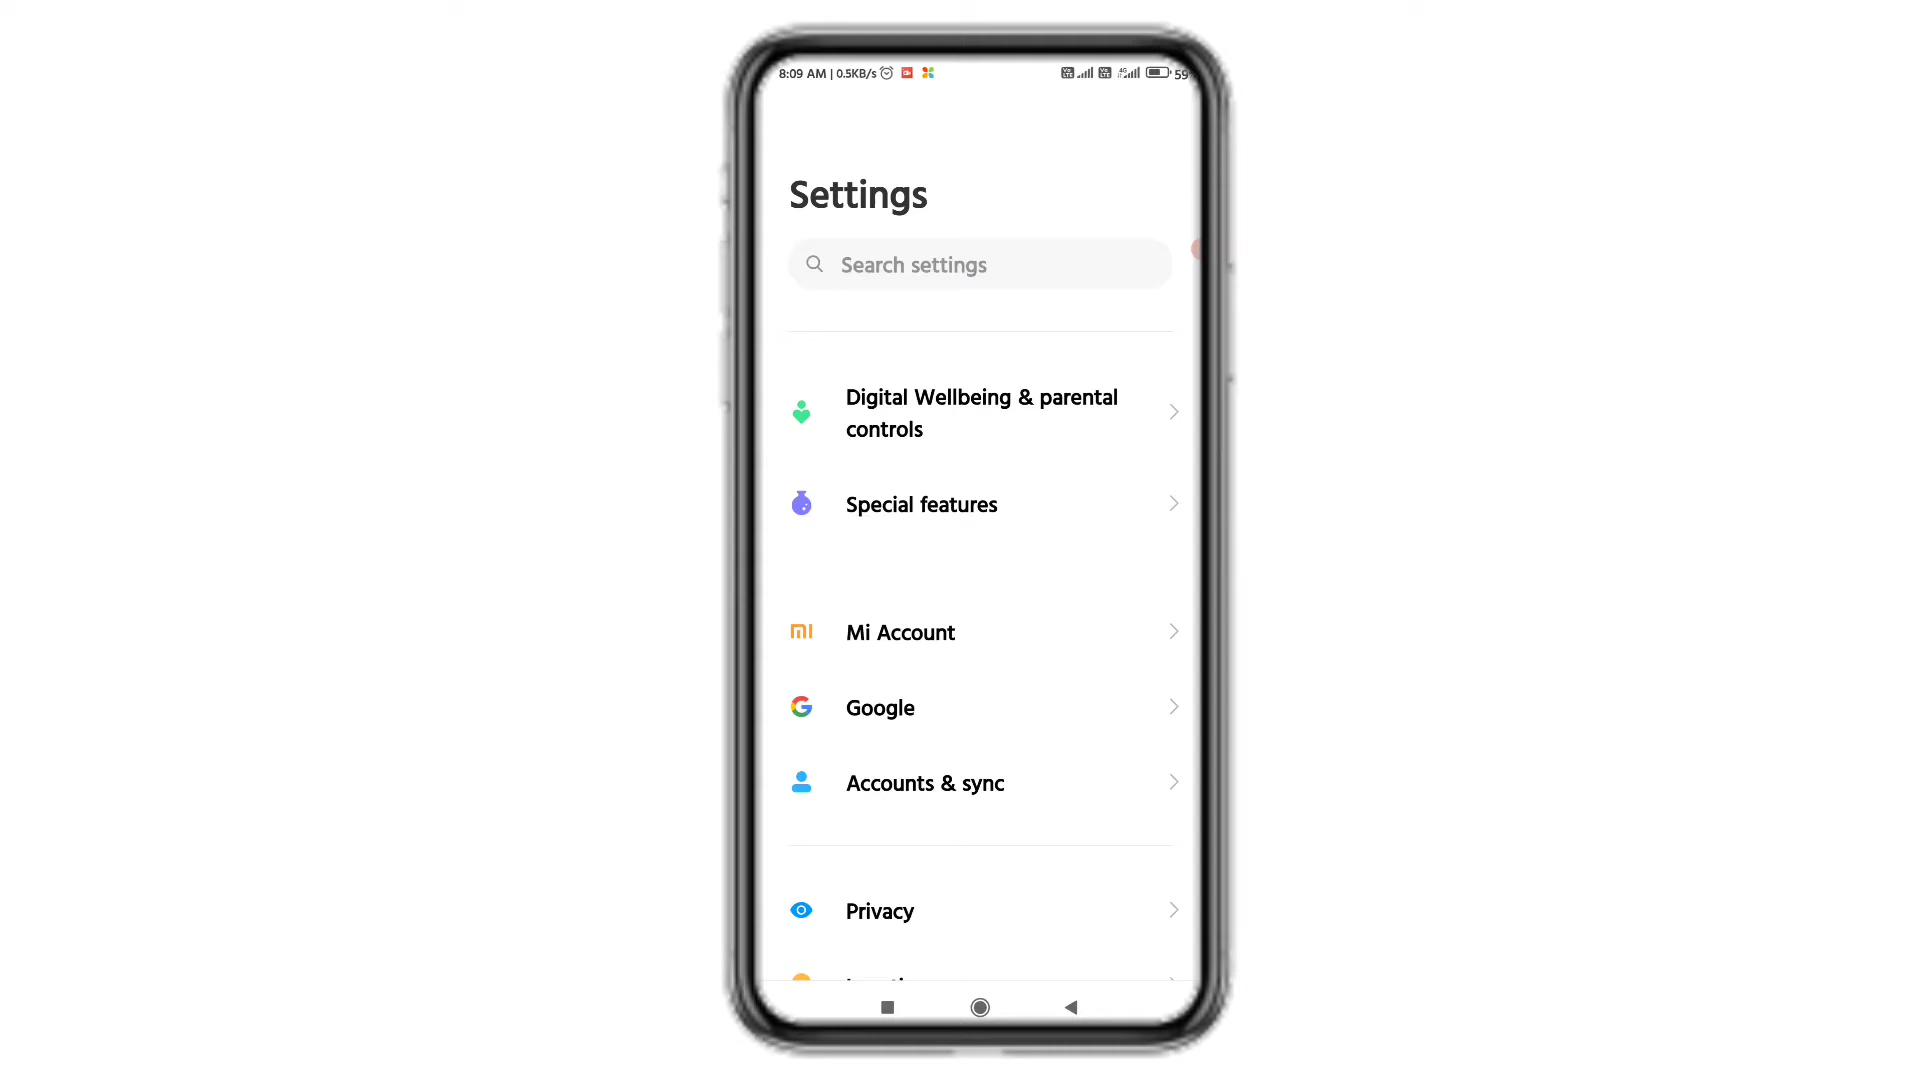 8:09 AM | 0.5KB/s 4G 59
Settings
Search settings
Digital Wellbeing & parental
controls
Special features
Mi Account
Google
Accounts & sync
Privacy